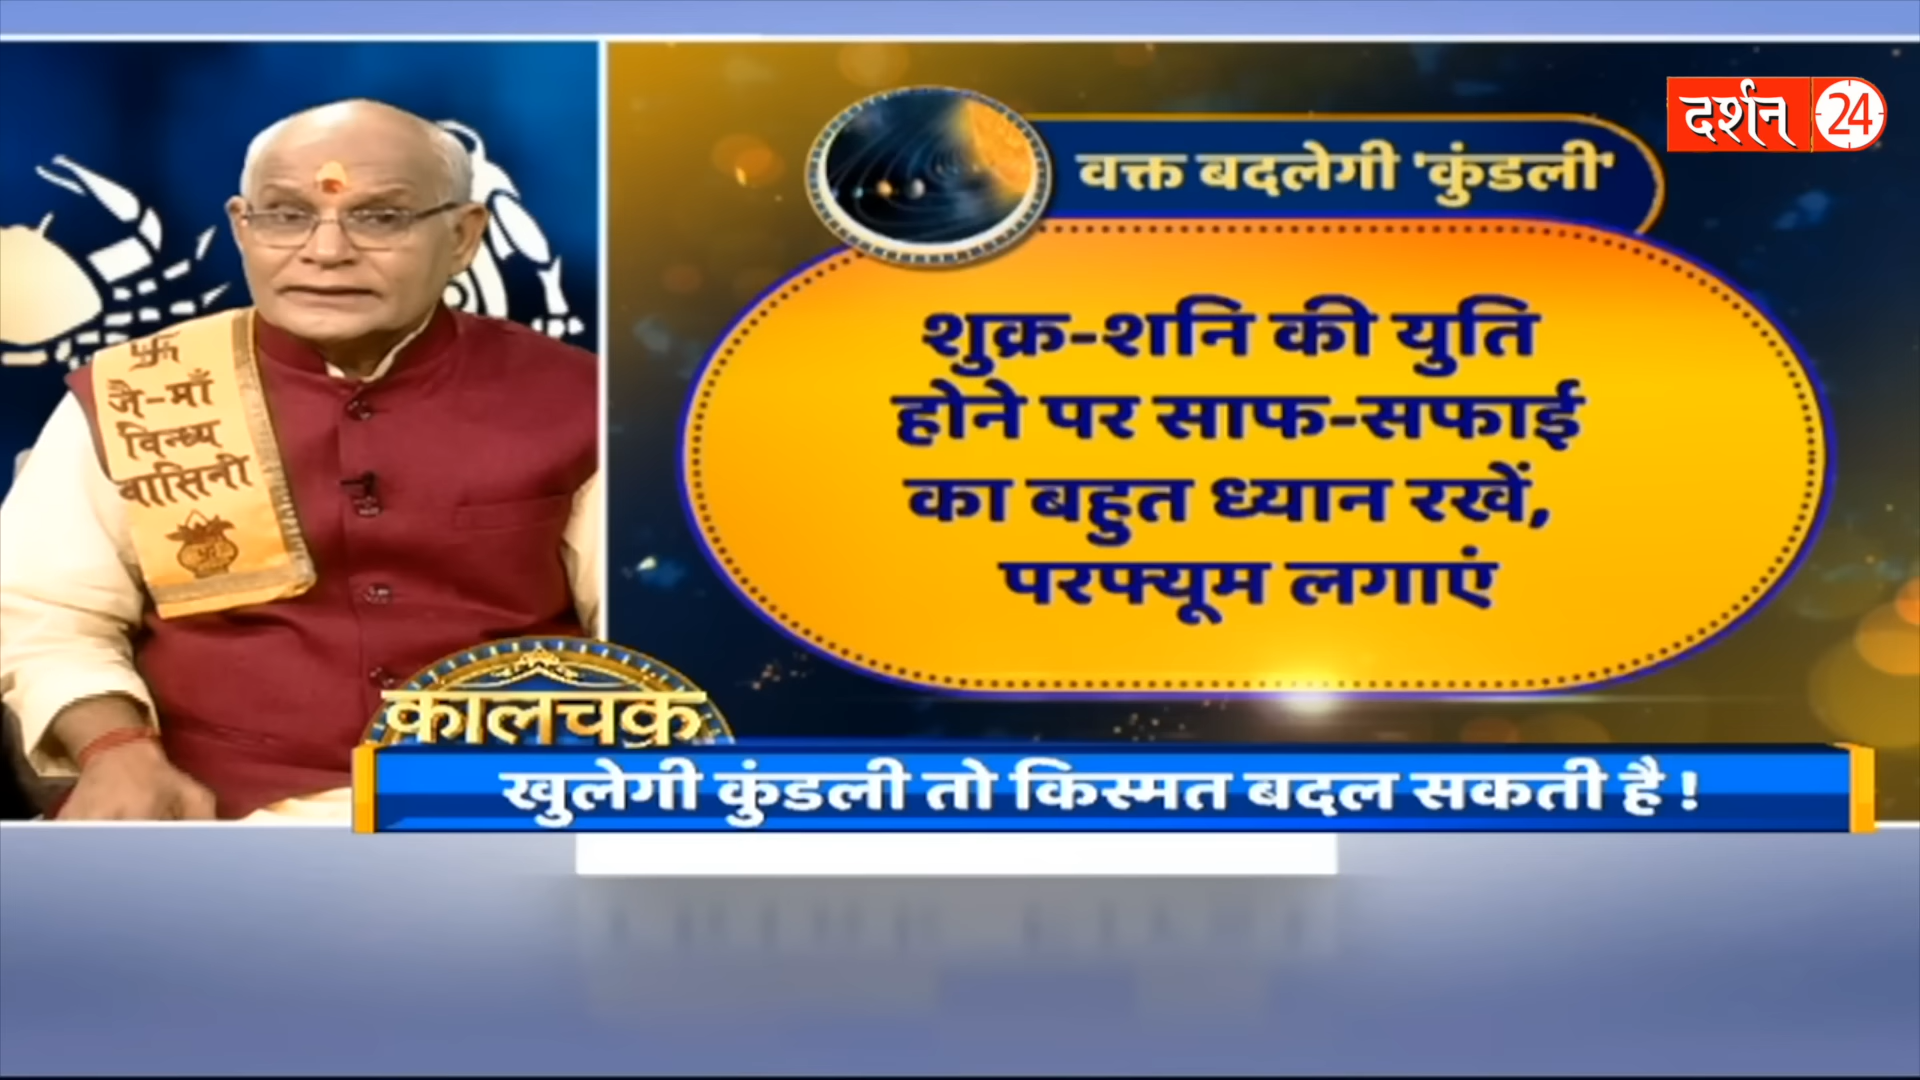 दर्शन 24
वक्त बदलेगी 'कुंडली'
शुक्र-शनि की युति
होने पर साफ-सफाई
का बहुत ध्यान रखें,
परफ्यूम लगाएं
जै-माँ
विन्ध्य
वासिनी
कालचक्र
खुलेगी कुंडली तो किस्मत बदल सकती है !